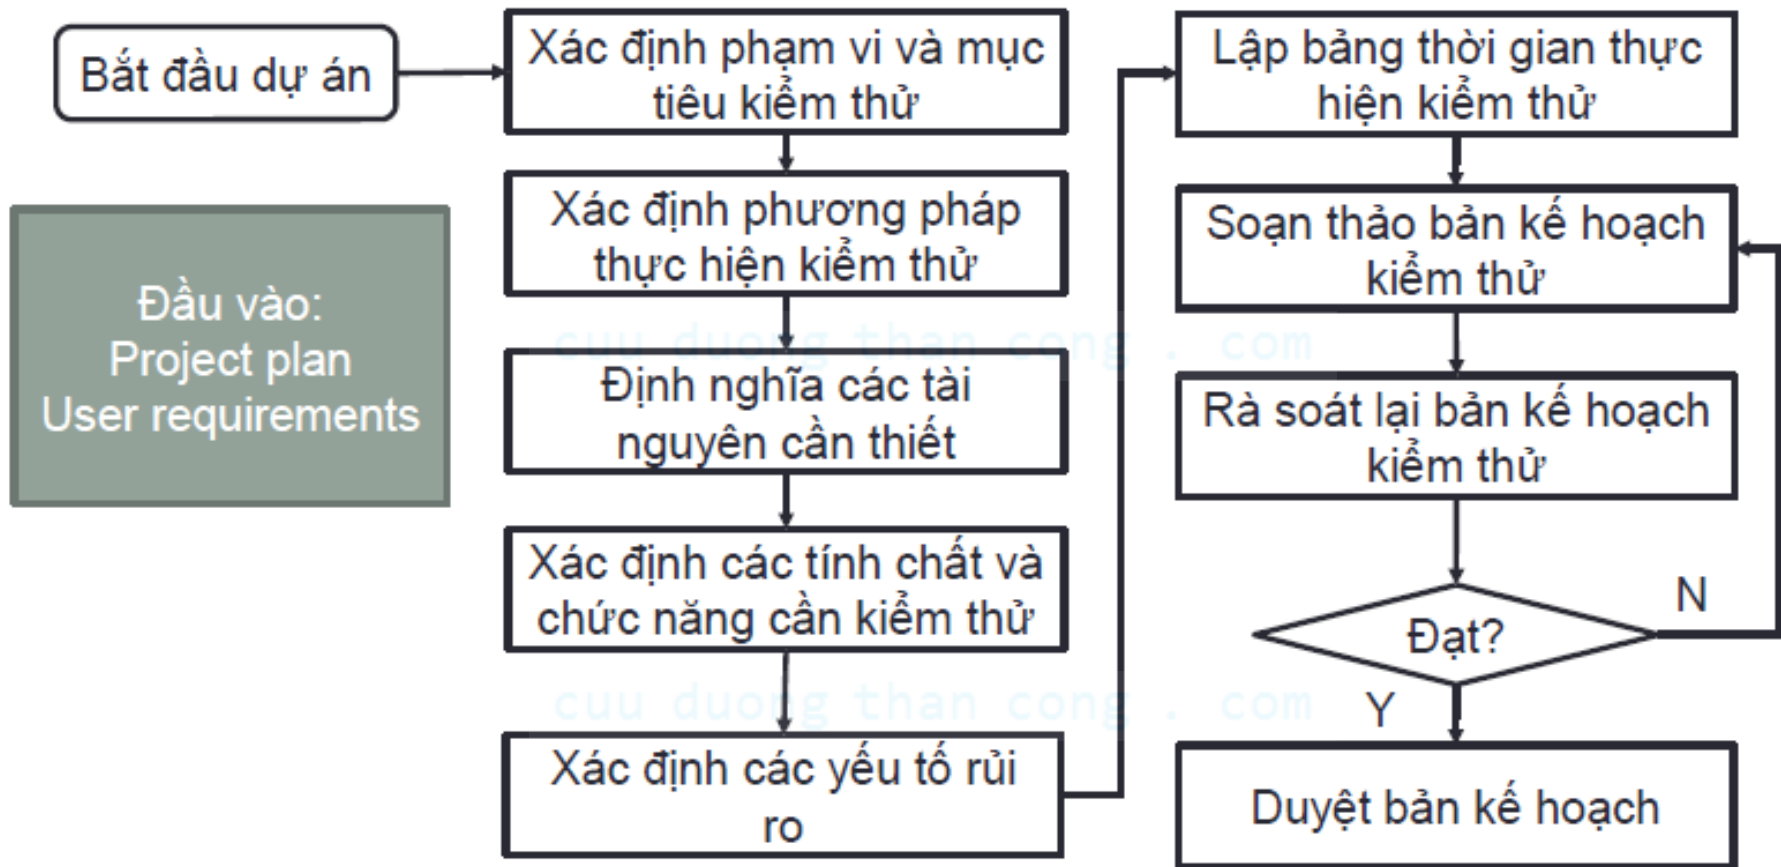 Bắt đầu dự án
Đầu vào:
Project plan
User requirements
Xác định phạm vi và mục
tiêu kiểm thử
Xác định phương pháp
thực hiện kiểm thử
cuu duong than cong . com
Định nghĩa các tài
nguyên cần thiết
Xác định các tính chất và
chức năng cần kiểm thử
cuu duong than cong . com
Xác định các yếu tố rủi
ro
Lập bảng thời gian thực
hiện kiểm thử
Soạn thảo bản kế hoạch
kiểm thử
Rà soát lại bản kế hoạch
kiểm thử
Đạt?
N
Y
Duyệt bản kế hoạch